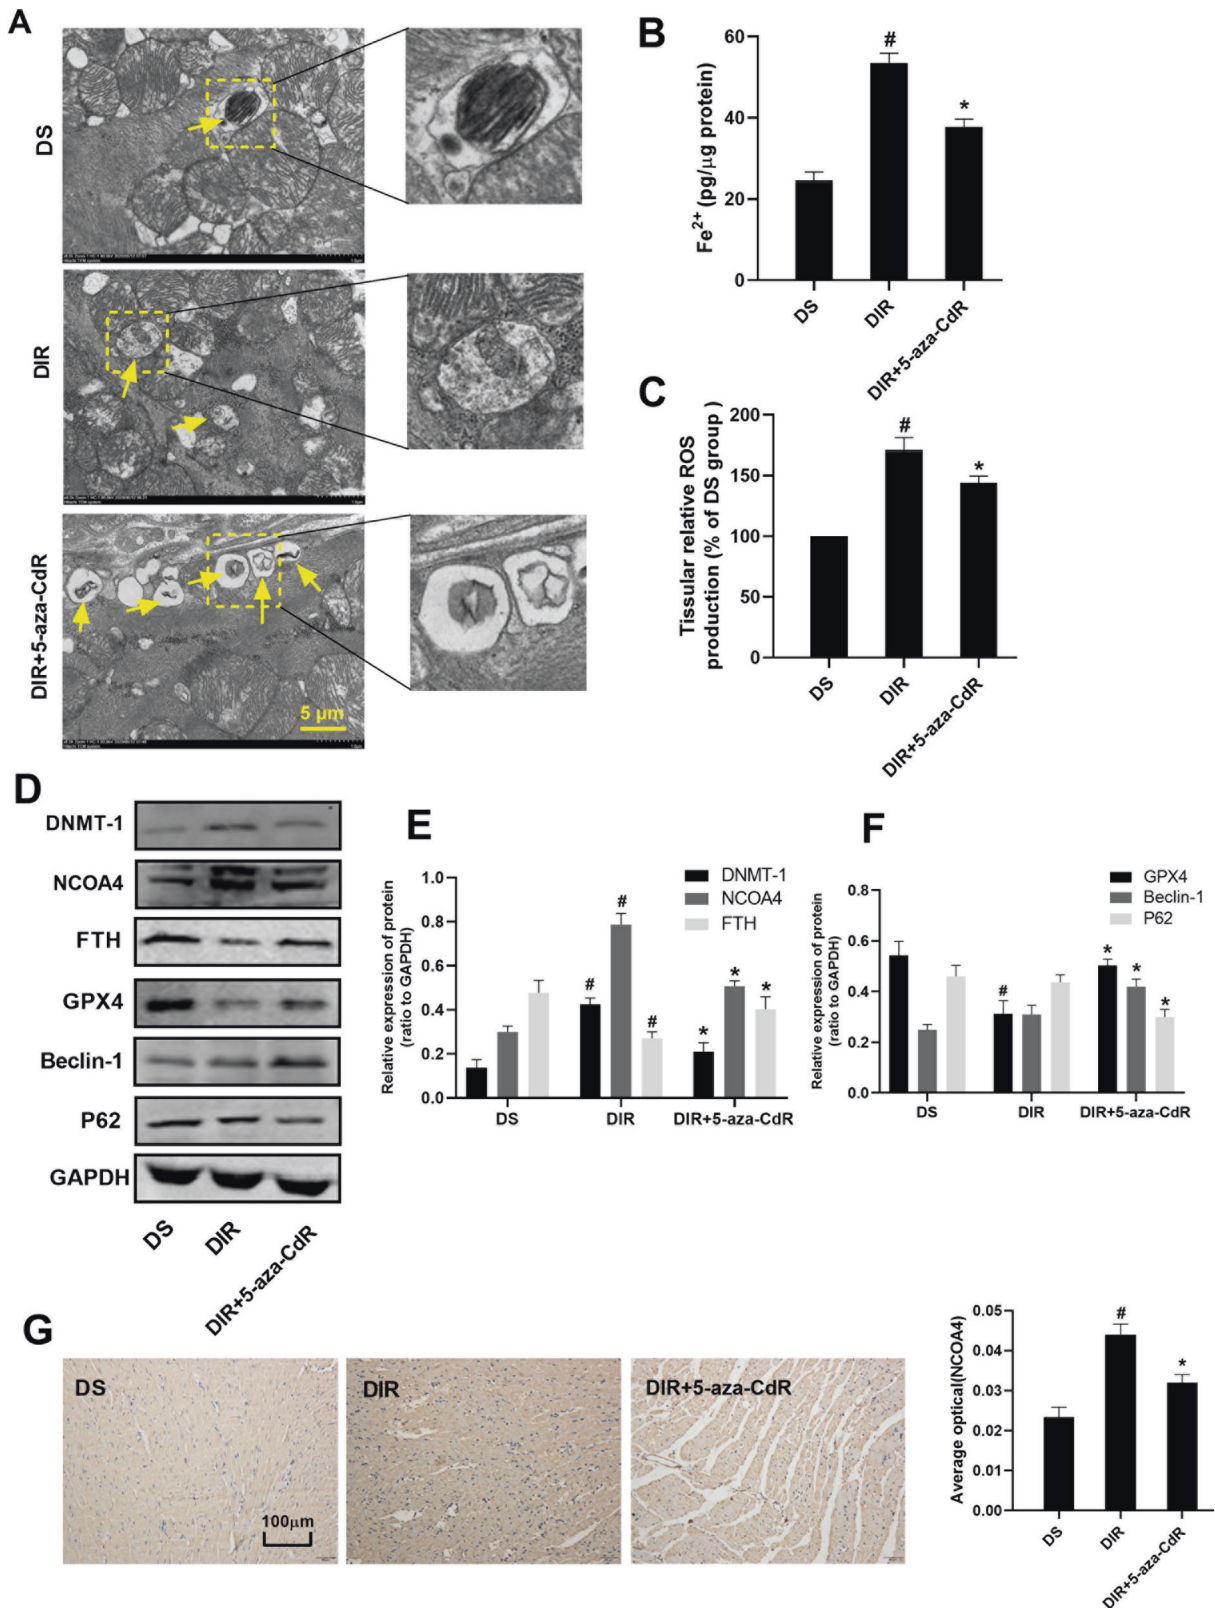 A
DS
DIR
DIR+5-aza-CdR
5 μm
B
Fe2+ (pg/μg protein)
60
40
20
0
#
*
DS
DIR
DIR+5-aza-CdR
C
Tissular relative ROS
production (% of DS group )
200
150
100
50
0
#
*
DS
DIR
DIR+5-aza-CdR
D
DNMT-1
NCOA4
FTH
GPX4
Beclin-1
P62
GAPDH
DS
DIR
DIR+5-aza-CdR
E
Relative expression of protein
(ratio to GAPDH)
1.0
0.8
0.6
0.4
0.2
0.0
DNMT-1
NCOA4
FTH
#
#
#
*
*
*
DS
DIR
DIR+5-aza-CdR
F
Relative expression of protein
(ratio to GAPDH)
0.8
0.6
0.4
0.2
0.0
GPX4
Beclin-1
P62
#
*
*
*
DS
DIR
DIR+5-aza-CdR
G
DS
100μm
DIR
DIR+5-aza-CdR
Average optical(NCOA4)
0.05
0.04
0.03
0.02
0.01
0.00
#
*
DS
DIR
DIR+5-aza-CdR